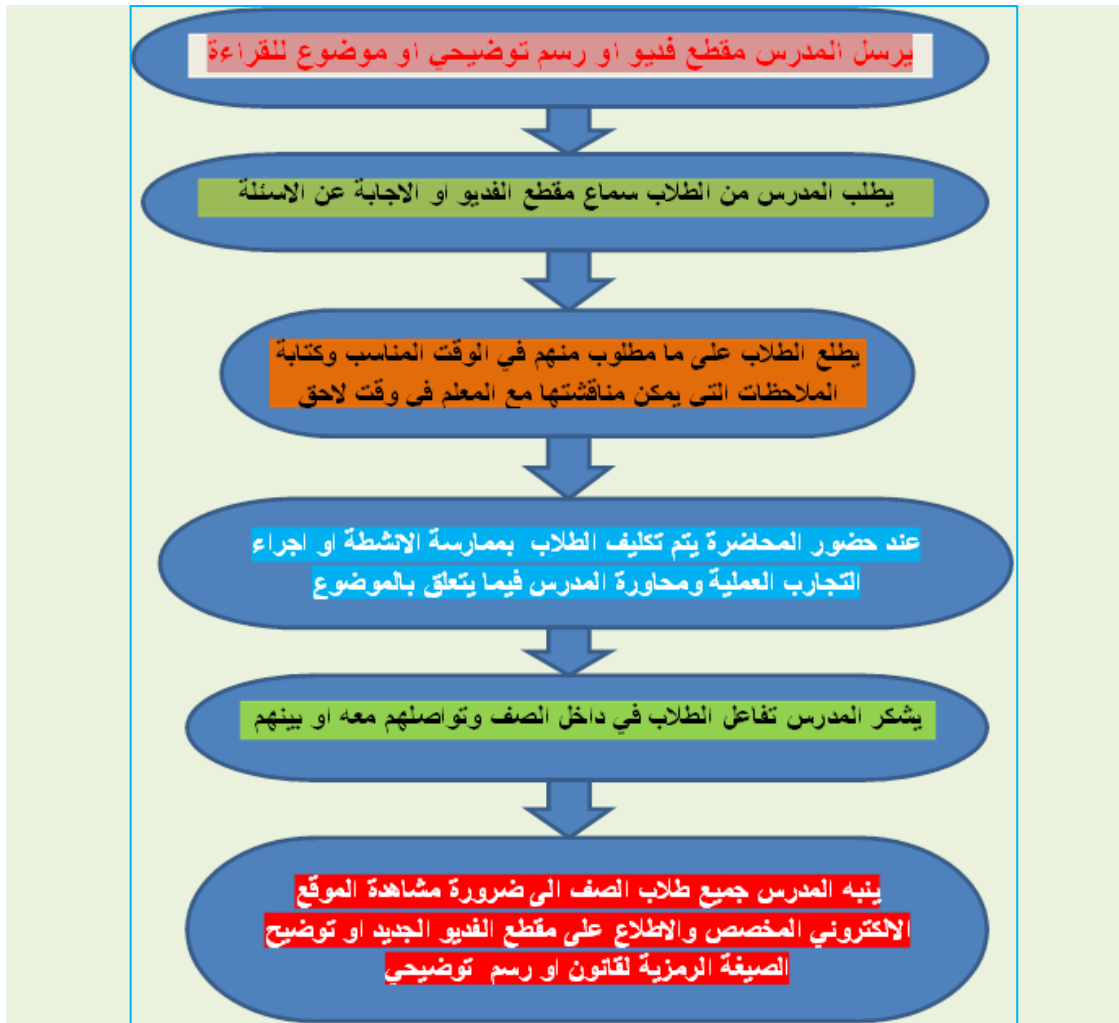 يرسل المدرس مقطع فديو او رسم توضيحي او موضوع للقراءة
يطلب المدرس من الطلاب سماع مقطع الفديو او الاجابة عن الاسئلة
يطلع الطلاب على ما مطلوب منهم في الوقت المناسب وكتابة
الملاحظات التي يمكن مناقشتها مع المعلم في وقت لاحق
عند حضور المحاضرة يتم تكليف الطلاب بممارسة الانشطة او اجراء
التجارب العملية ومحاورة المدرس فيما يتعلق بالموضوع
يشكر المدرس تفاعل الطلاب في داخل الصف وتواصلهم معه او بينهم
ينبه المدرس جميع طلاب الصف الى ضرورة مشاهدة الموقع
الالكتروني المخصص والاطلاع على مقطع الفديو الجديد او توضيح
الصيغة الرمزية لقانون او رسم توضيحي